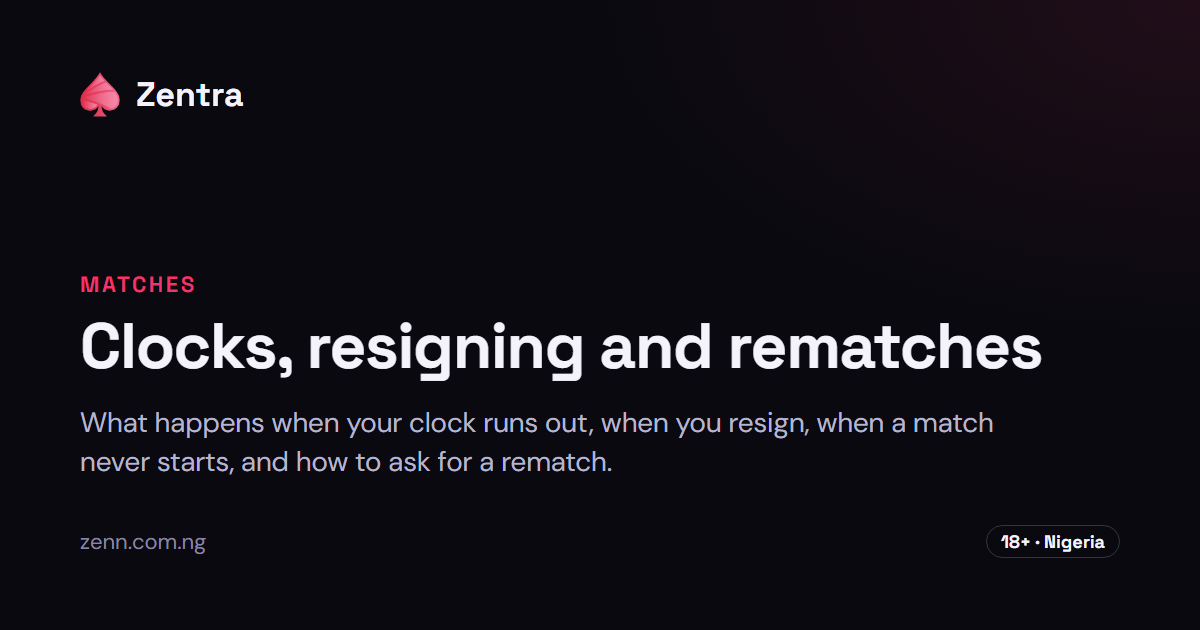 Zentra
MATCHES
Clocks, resigning and rematches
What happens when your clock runs out, when you resign, when a match
never starts, and how to ask for a rematch.
zenn.com.ng
18+ · Nigeria